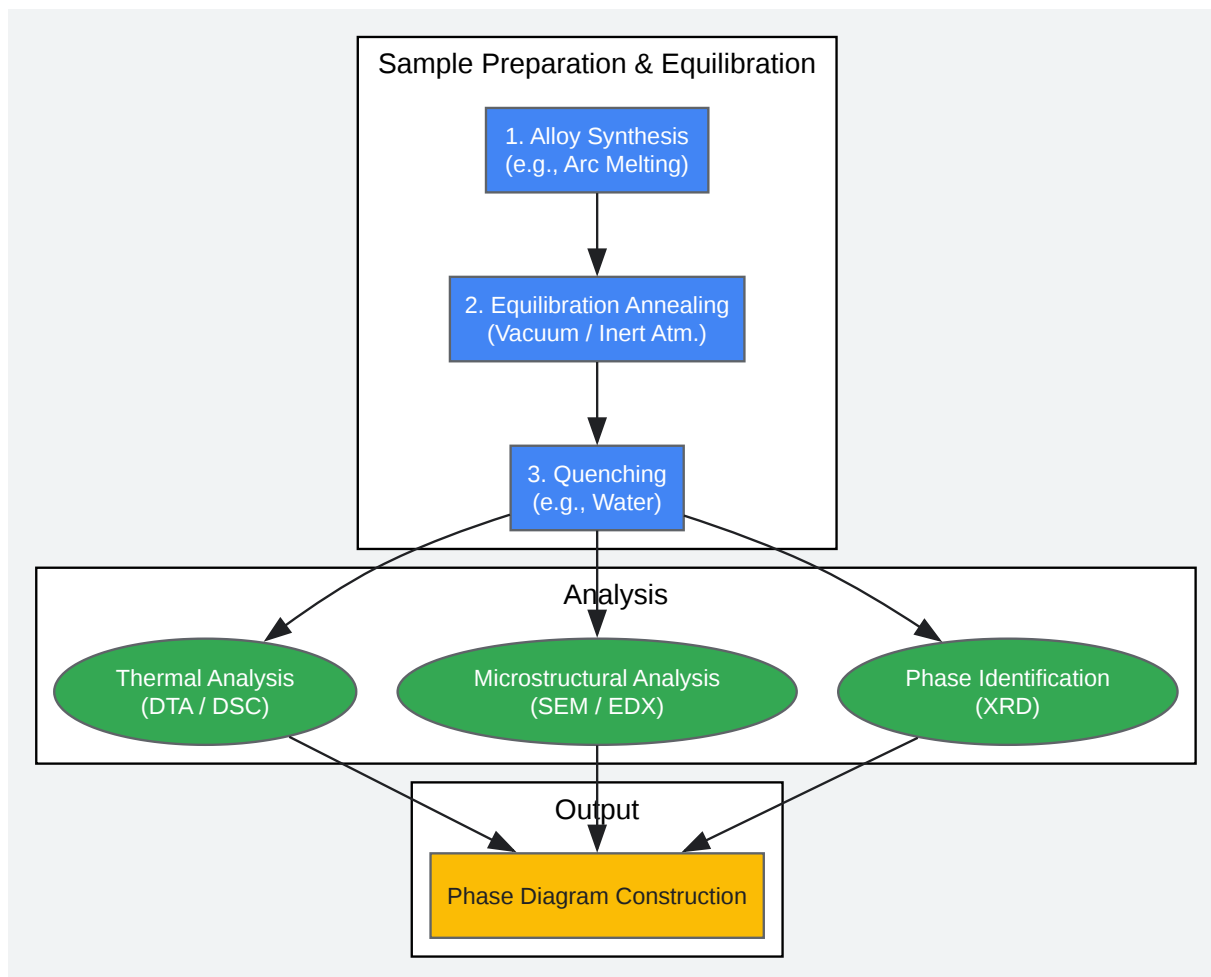 Sample Preparation & Equilibration
1. Alloy Synthesis
(e.g., Arc Melting)
2. Equilibration Annealing
(Vacuum / Inert Atm.)
3. Quenching
(e.g., Water)
Analysis
Thermal Analysis
(DTA / DSC)
Microstructural Analysis
(SEM / EDX)
Phase Identification
(XRD)
Output
Phase Diagram Construction